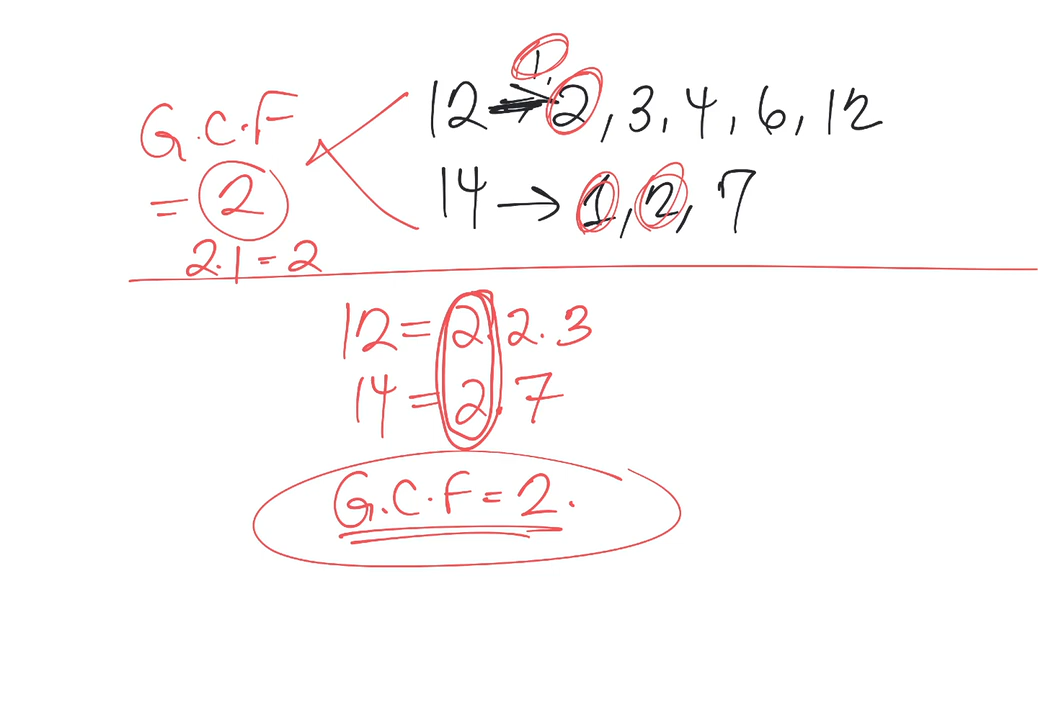 1,
12 → 2, 3, 4, 6, 12
G.C.F
= 2
14 → 1, 2, 7
2.1 = 2
12 = 2.2.3
14 = 2.7
G.C.F = 2.